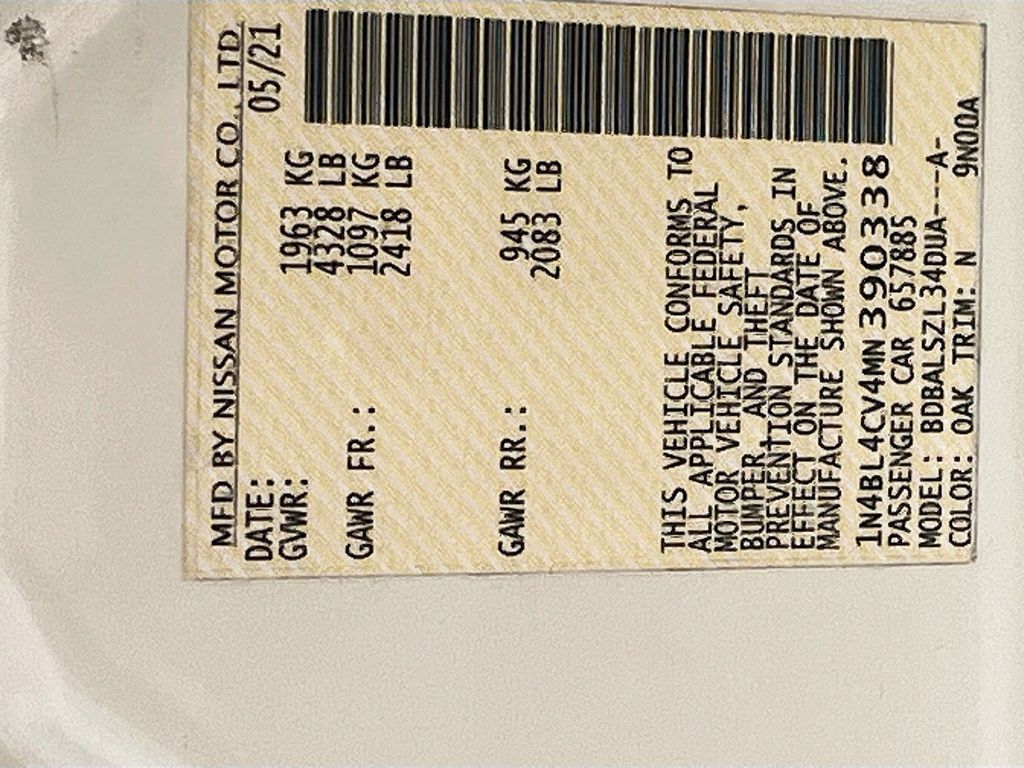 MFD BY NISSAN MOTOR CO., LTD
DATE: 05/21
GVWR: 1963 KG
4328 LB
GAWR FR.: 1097 KG
2418 LB
GAWR RR.: 945 KG
2083 LB
THIS VEHICLE CONFORMS TO
ALL APPLICABLE FEDERAL
MOTOR VEHICLE SAFETY,
BUMPER, AND THEFT
PREVENTION STANDARDS IN
EFFECT ON THE DATE OF
MANUFACTURE SHOWN ABOVE.
1N4BL4CV4MN390338
PASSENGER CAR 657885
MODEL: BDBALSZL34DUA----A-
COLOR: QAK TRIM: N 9N00A